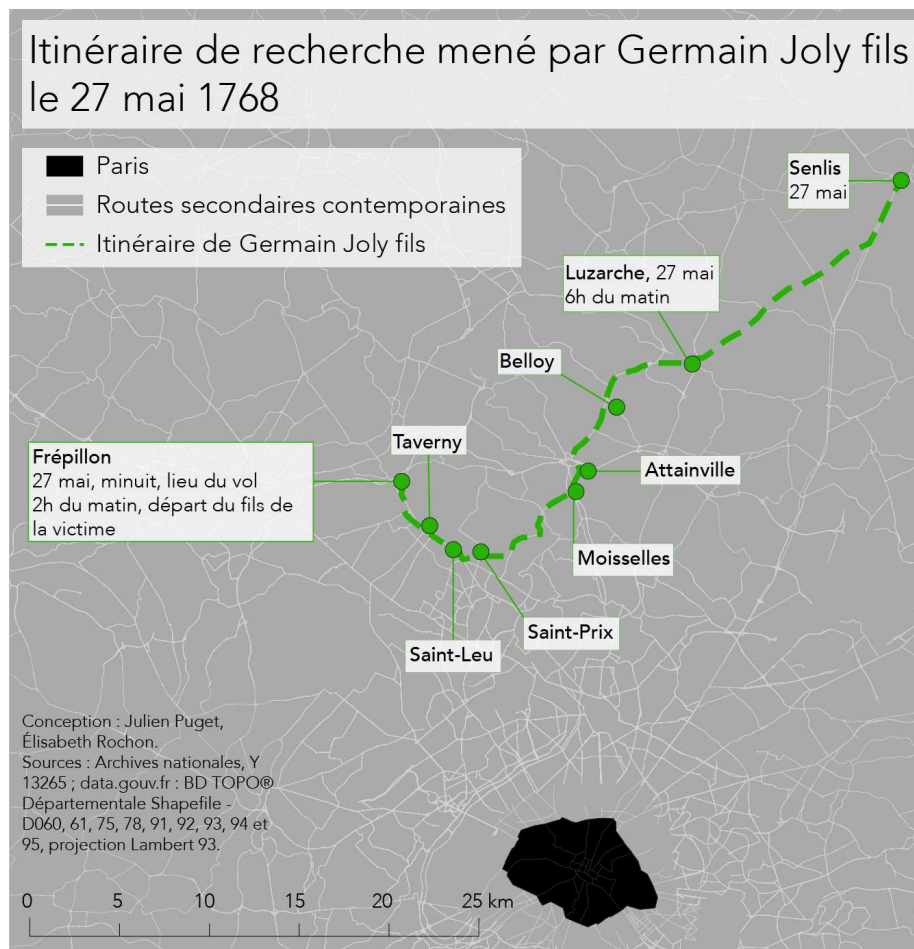 Itinéraire de recherche mené par Germain Joly fils
le 27 mai 1768
Paris
Routes secondaires contemporaines
Itinéraire de Germain Joly fils
Senlis
27 mai
Luzarche, 27 mai
6h du matin
Belloy
Taverny
Frépillon
27 mai, minuit, lieu du vol
2h du matin, départ du fils de
la victime
Attainville
Moisselles
Saint-Prix
Saint-Leu
Conception : Julien Puget,
Élisabeth Rochon.
Sources : Archives nationales, Y
13265 ; data.gouv.fr : BD TOPO®
Départementale Shapefile -
D060, 61, 75, 78, 91, 92, 93, 94 et
95, projection Lambert 93.
0 5 10 15 20 25 km